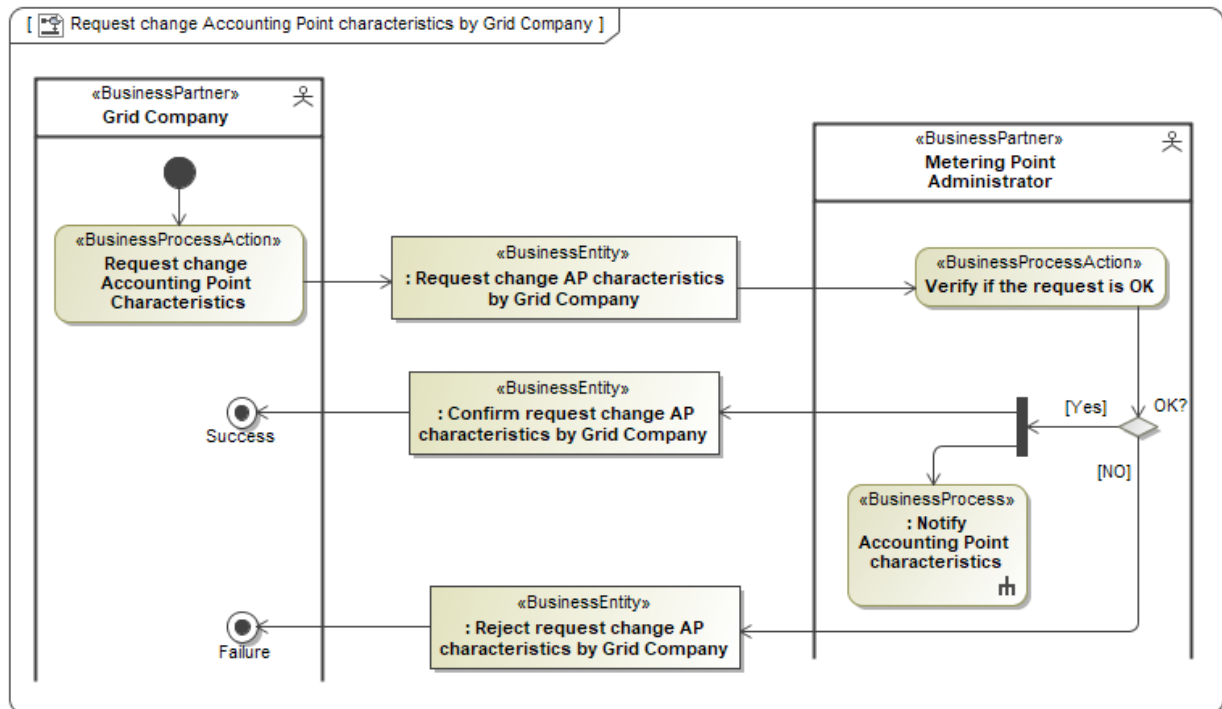 [ Request change Accounting Point characteristics by Grid Company ]
«BusinessPartner»
Grid Company
«BusinessPartner»
Metering Point
Administrator
«BusinessProcessAction»
Request change
Accounting Point
Characteristics
«BusinessEntity»
: Request change AP characteristics
by Grid Company
«BusinessProcessAction»
Verify if the request is OK
«BusinessEntity»
: Confirm request change AP
characteristics by Grid Company
Success
[Yes]
OK?
[NO]
«BusinessProcess»
: Notify
Accounting Point
characteristics
«BusinessEntity»
: Reject request change AP
characteristics by Grid Company
Failure